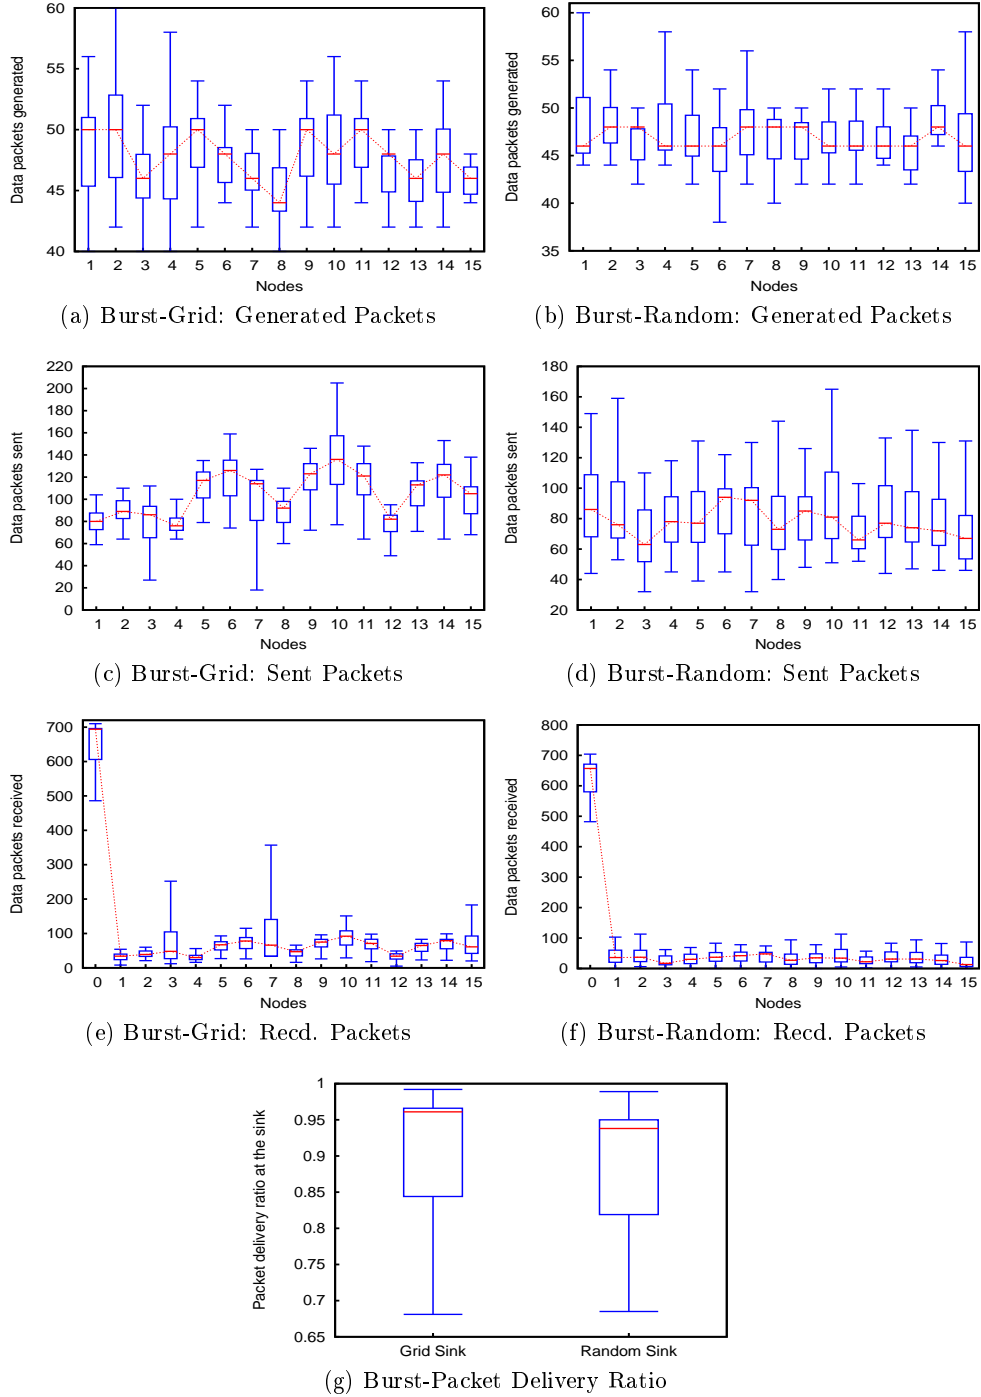 60
55
50
45
40
Data packets generated
1 2 3 4 5 6 7 8 9 10 11 12 13 14 15
Nodes
(a) Burst-Grid: Generated Packets
60
55
50
45
40
35
Data packets generated
1 2 3 4 5 6 7 8 9 10 11 12 13 14 15
Nodes
(b) Burst-Random: Generated Packets
220
200
180
160
140
120
100
80
60
40
20
0
Data packets sent
1 2 3 4 5 6 7 8 9 10 11 12 13 14 15
Nodes
(c) Burst-Grid: Sent Packets
180
160
140
120
100
80
60
40
20
Data packets sent
1 2 3 4 5 6 7 8 9 10 11 12 13 14 15
Nodes
(d) Burst-Random: Sent Packets
700
600
500
400
300
200
100
0
Data packets received
0 1 2 3 4 5 6 7 8 9 10 11 12 13 14 15
Nodes
(e) Burst-Grid: Recd. Packets
800
700
600
500
400
300
200
100
0
Data packets received
0 1 2 3 4 5 6 7 8 9 10 11 12 13 14 15
Nodes
(f) Burst-Random: Recd. Packets
1
0.95
0.9
0.85
0.8
0.75
0.7
0.65
Packet delivery ratio at the sink
Grid Sink Random Sink
(g) Burst-Packet Delivery Ratio